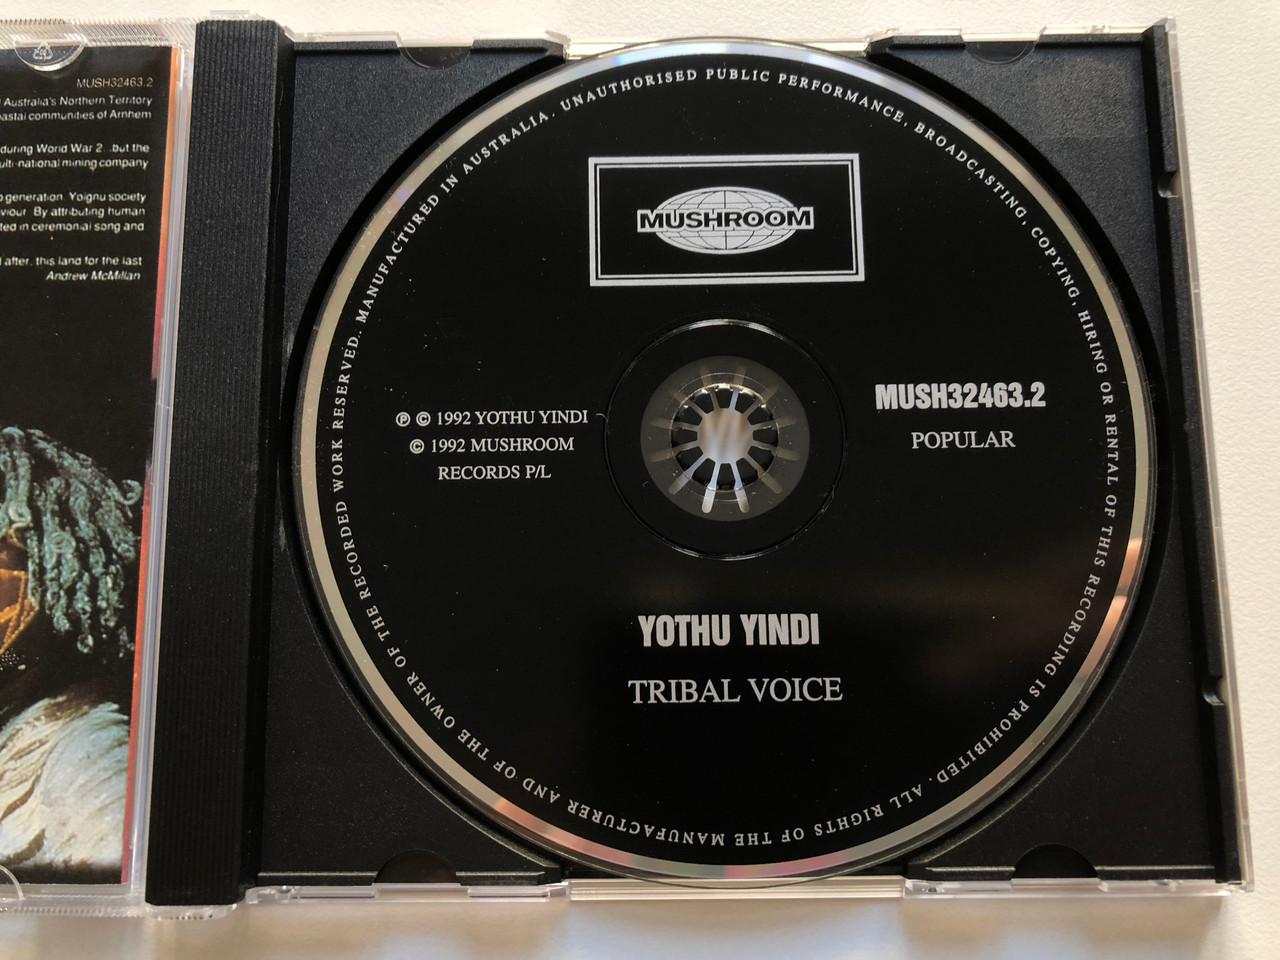 MUSH32463.2
Australia's Northern Territory
communities of Arnhem
during World War 2...but the
multi-national mining company
generation. Yolgnu society
By attributing human
in ceremonial song and
after, this land for the last
Andrew McMillan
MANUFACTURED IN AUSTRALIA. UNAUTHORISED PUBLIC PERFORMANCE, BROADCASTING, COPYING, HIRING OR RENTAL OF THIS RECORDING IS PROHIBITED. ALL RIGHTS OF THE MANUFACTURER AND OF THE OWNER OF THE RECORDED WORK RESERVED.
MUSHROOM
℗ © 1992 YOTHU YINDI
© 1992 MUSHROOM
RECORDS P/L
MUSH32463.2
POPULAR
YOTHU YINDI
TRIBAL VOICE